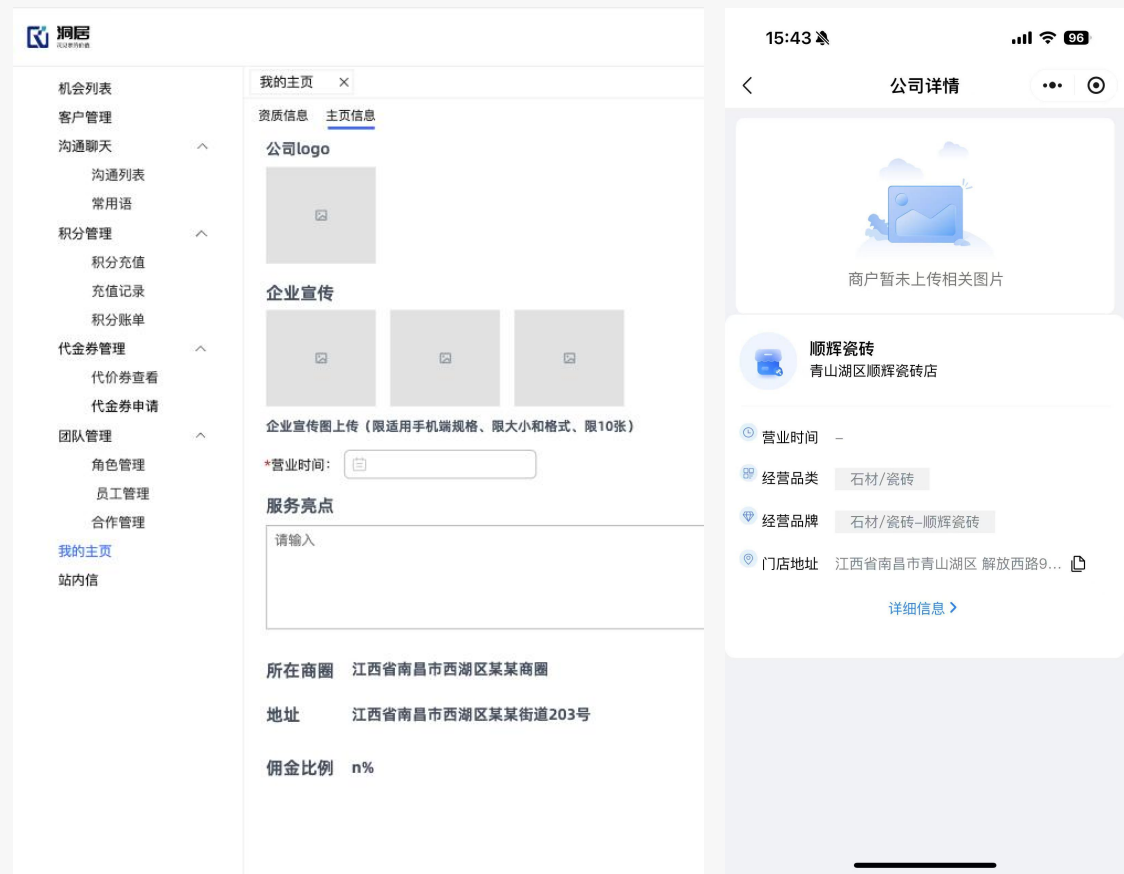 洞居
机会列表
客户管理
沟通聊天
沟通列表
常用语
积分管理
积分充值
充值记录
积分账单
代金券管理
代价券查看
代金券申请
团队管理
角色管理
员工管理
合作管理
我的主页
站内信
我的主页 ×
资质信息 主页信息
公司logo
企业宣传
企业宣传图上传（限适用手机端规格、限大小和格式、限10张）
*营业时间：
服务亮点
请输入
所在商圈 江西省南昌市西湖区某某商圈
地址 江西省南昌市西湖区某某街道203号
佣金比例 n%
15:43 96
公司详情
商户暂未上传相关图片
顺辉瓷砖
青山湖区顺辉瓷砖店
营业时间 –
经营品类 石材/瓷砖
经营品牌 石材/瓷砖–顺辉瓷砖
门店地址 江西省南昌市青山湖区 解放西路9...
详细信息